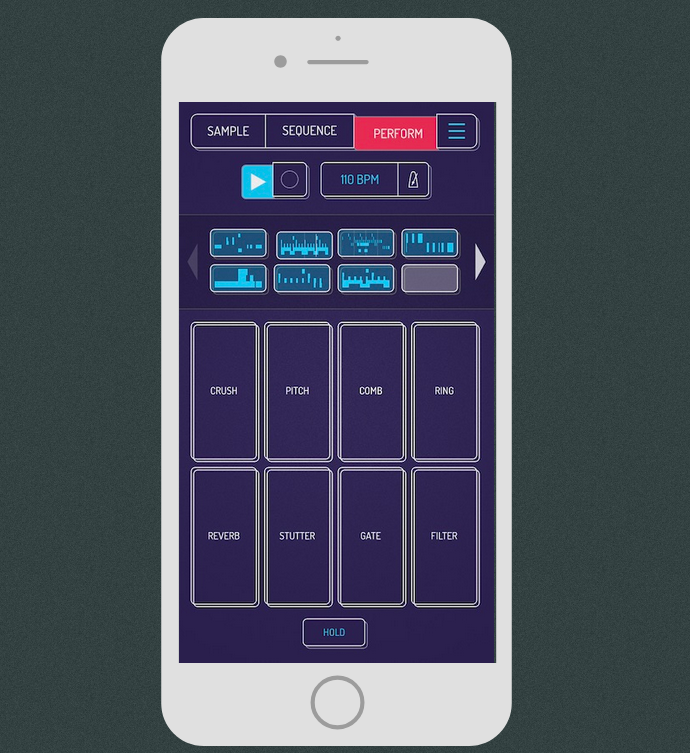 SAMPLE SEQUENCE PERFORM
110 BPM
CRUSH PITCH COMB RING
REVERB STUTTER GATE FILTER
HOLD